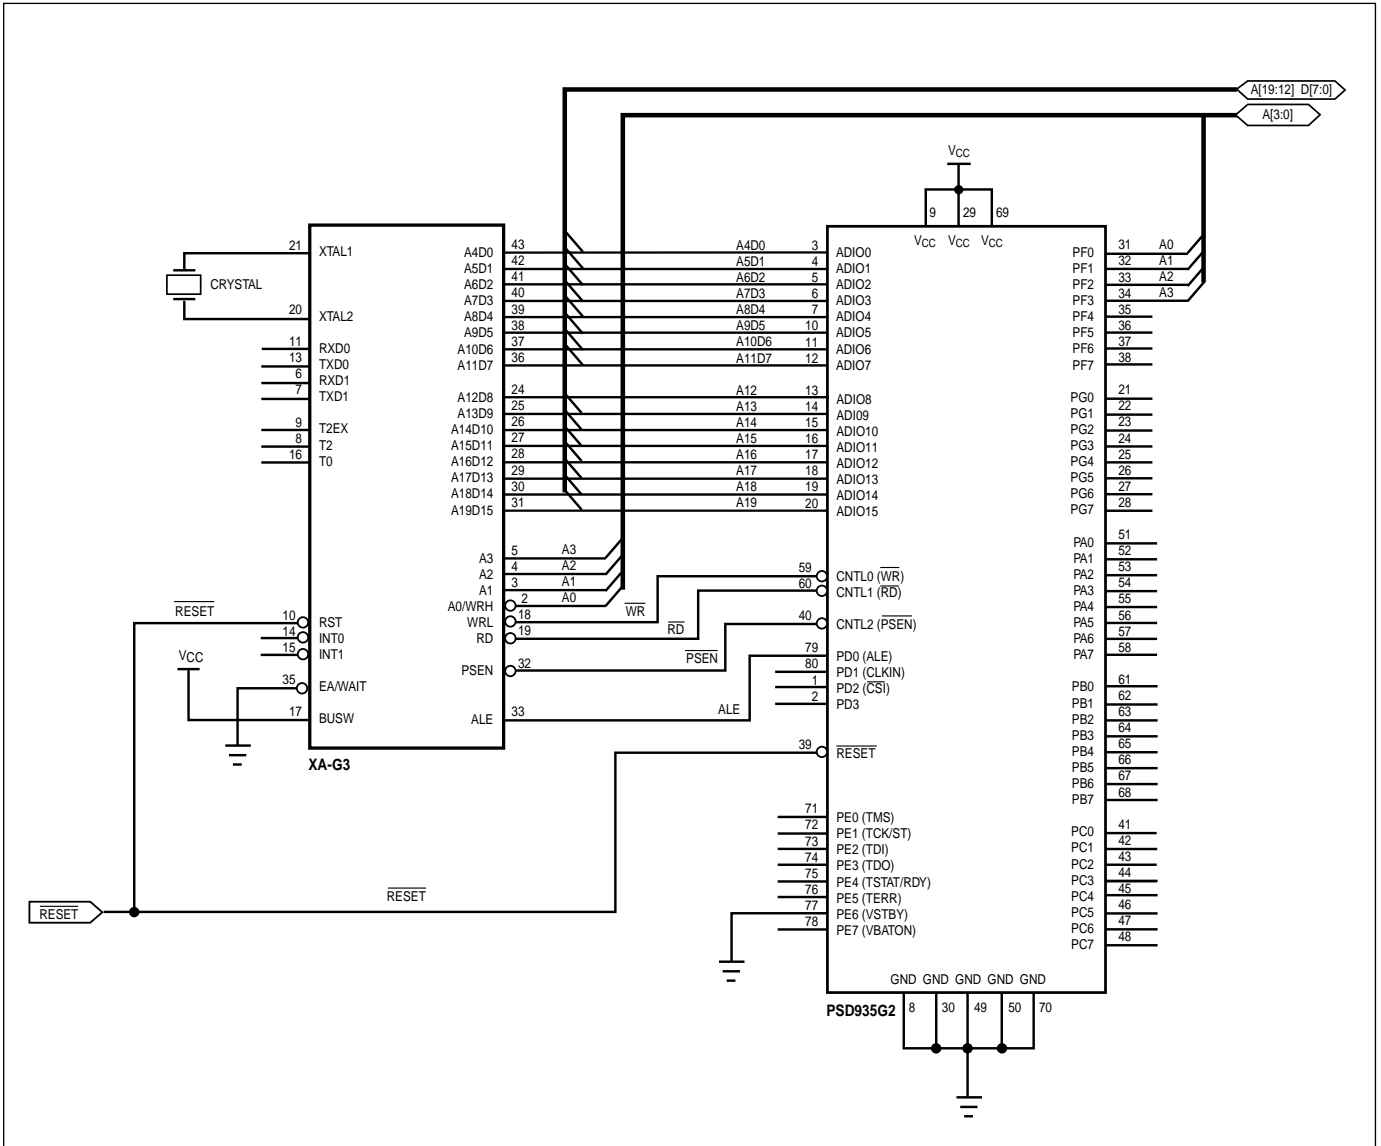 A[19:12] D[7:0]
A[3:0]
VCC
9 29 69
VCC VCC VCC
21 XTAL1
CRYSTAL
20 XTAL2
11 RXD0
13 TXD0
6 RXD1
7 TXD1
9 T2EX
8 T2
16 T0
RESET
10 RST
14 INT0
15 INT1
VCC
35 EA/WAIT
17 BUSW
A4D0 43
A5D1 42
A6D2 41
A7D3 40
A8D4 39
A9D5 38
A10D6 37
A11D7 36
A12D8 24
A13D9 25
A14D10 26
A15D11 27
A16D12 28
A17D13 29
A18D14 30
A19D15 31
A3 5 A3
A2 4 A2
A1 3 A1
A0/WRH 2 A0
WRL 18 WR
RD 19 RD
PSEN 32 PSEN
ALE 33 ALE
XA-G3
A4D0 3 ADIO0
A5D1 4 ADIO1
A6D2 5 ADIO2
A7D3 6 ADIO3
A8D4 7 ADIO4
A9D5 10 ADIO5
A10D6 11 ADIO6
A11D7 12 ADIO7
A12 13 ADIO8
A13 14 ADI09
A14 15 ADIO10
A15 16 ADIO11
A16 17 ADIO12
A17 18 ADIO13
A18 19 ADIO14
A19 20 ADIO15
59 CNTL0 (WR)
60 CNTL1 (RD)
40 CNTL2 (PSEN)
79 PD0 (ALE)
80 PD1 (CLKIN)
1 PD2 (CSI)
2 PD3
39 RESET
71 PE0 (TMS)
72 PE1 (TCK/ST)
73 PE2 (TDI)
74 PE3 (TDO)
75 PE4 (TSTAT/RDY)
76 PE5 (TERR)
77 PE6 (VSTBY)
78 PE7 (VBATON)
PF0 31 A0
PF1 32 A1
PF2 33 A2
PF3 34 A3
PF4 35
PF5 36
PF6 37
PF7 38
PG0 21
PG1 22
PG2 23
PG3 24
PG4 25
PG5 26
PG6 27
PG7 28
PA0 51
PA1 52
PA2 53
PA3 54
PA4 55
PA5 56
PA6 57
PA7 58
PB0 61
PB1 62
PB2 63
PB3 64
PB4 65
PB5 66
PB6 67
PB7 68
PC0 41
PC1 42
PC2 43
PC3 44
PC4 45
PC5 46
PC6 47
PC7 48
RESET
RESET
GND GND GND GND GND
PSD935G2
8 30 49 50 70